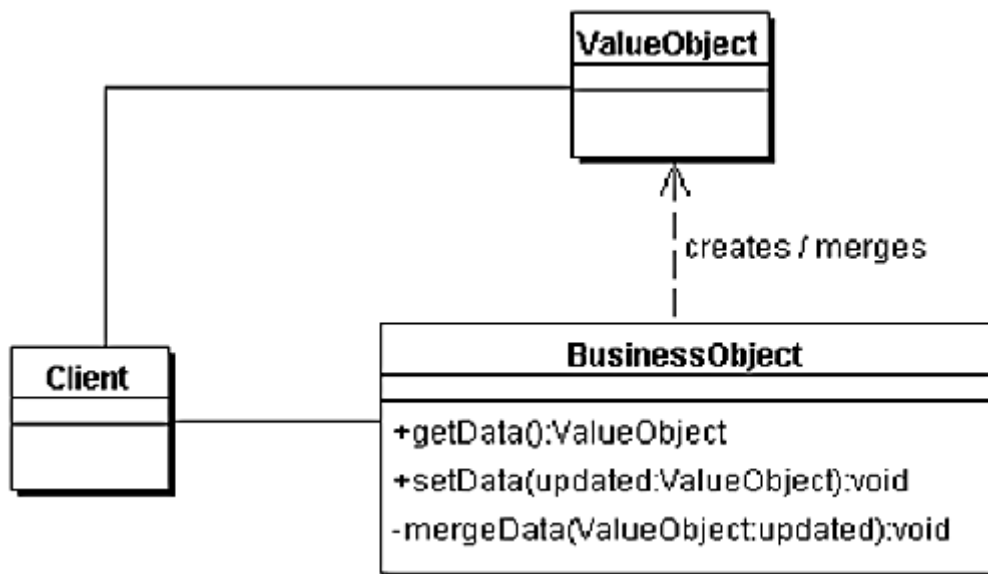 ValueObject
creates / merges
BusinessObject
Client
+getData():ValueObject
+setData(updated:ValueObject):void
-mergeData(ValueObject:updated):void